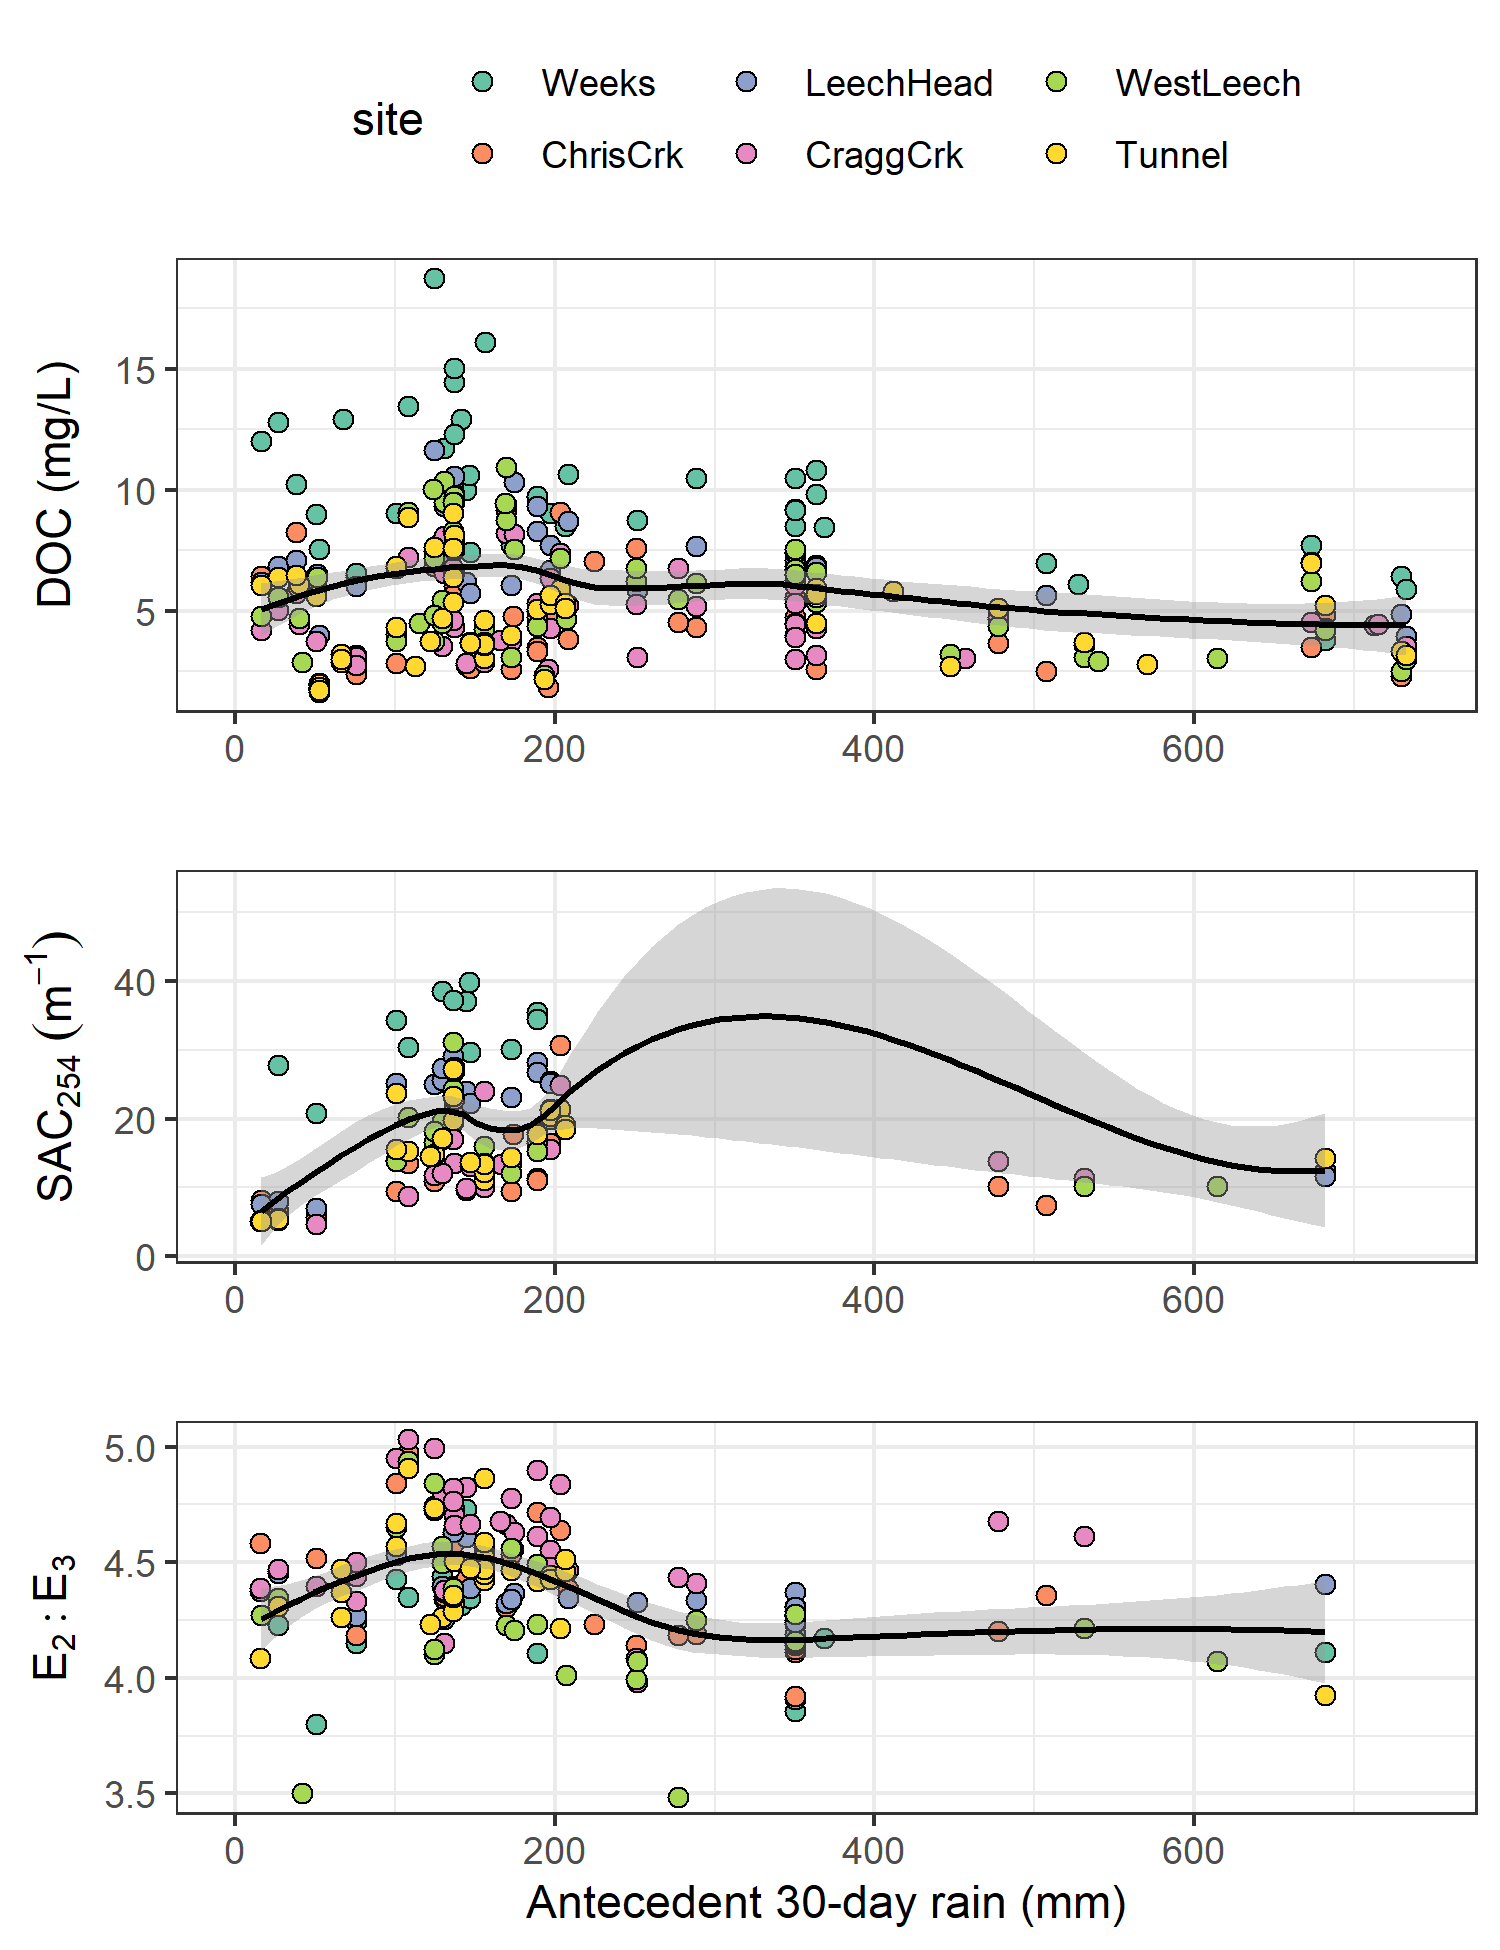 site
Weeks LeechHead WestLeech
ChrisCrk CraggCrk Tunnel
DOC (mg/L)
15
10
5
0 200 400 600
SAC₂₅₄ (m⁻¹)
40
20
0
0 200 400 600
E₂ : E₃
5.0
4.5
4.0
3.5
0 200 400 600
Antecedent 30-day rain (mm)